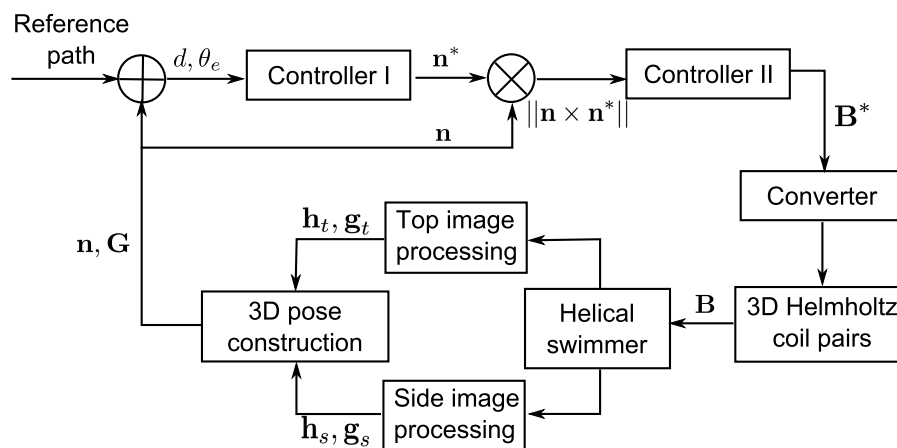 Reference
path
d, θ_e
Controller I
n*
||n × n*||
Controller II
B*
n
Converter
n, G
h_t, g_t
Top image
processing
3D pose
construction
Helical
swimmer
B
3D Helmholtz
coil pairs
Side image
processing
h_s, g_s